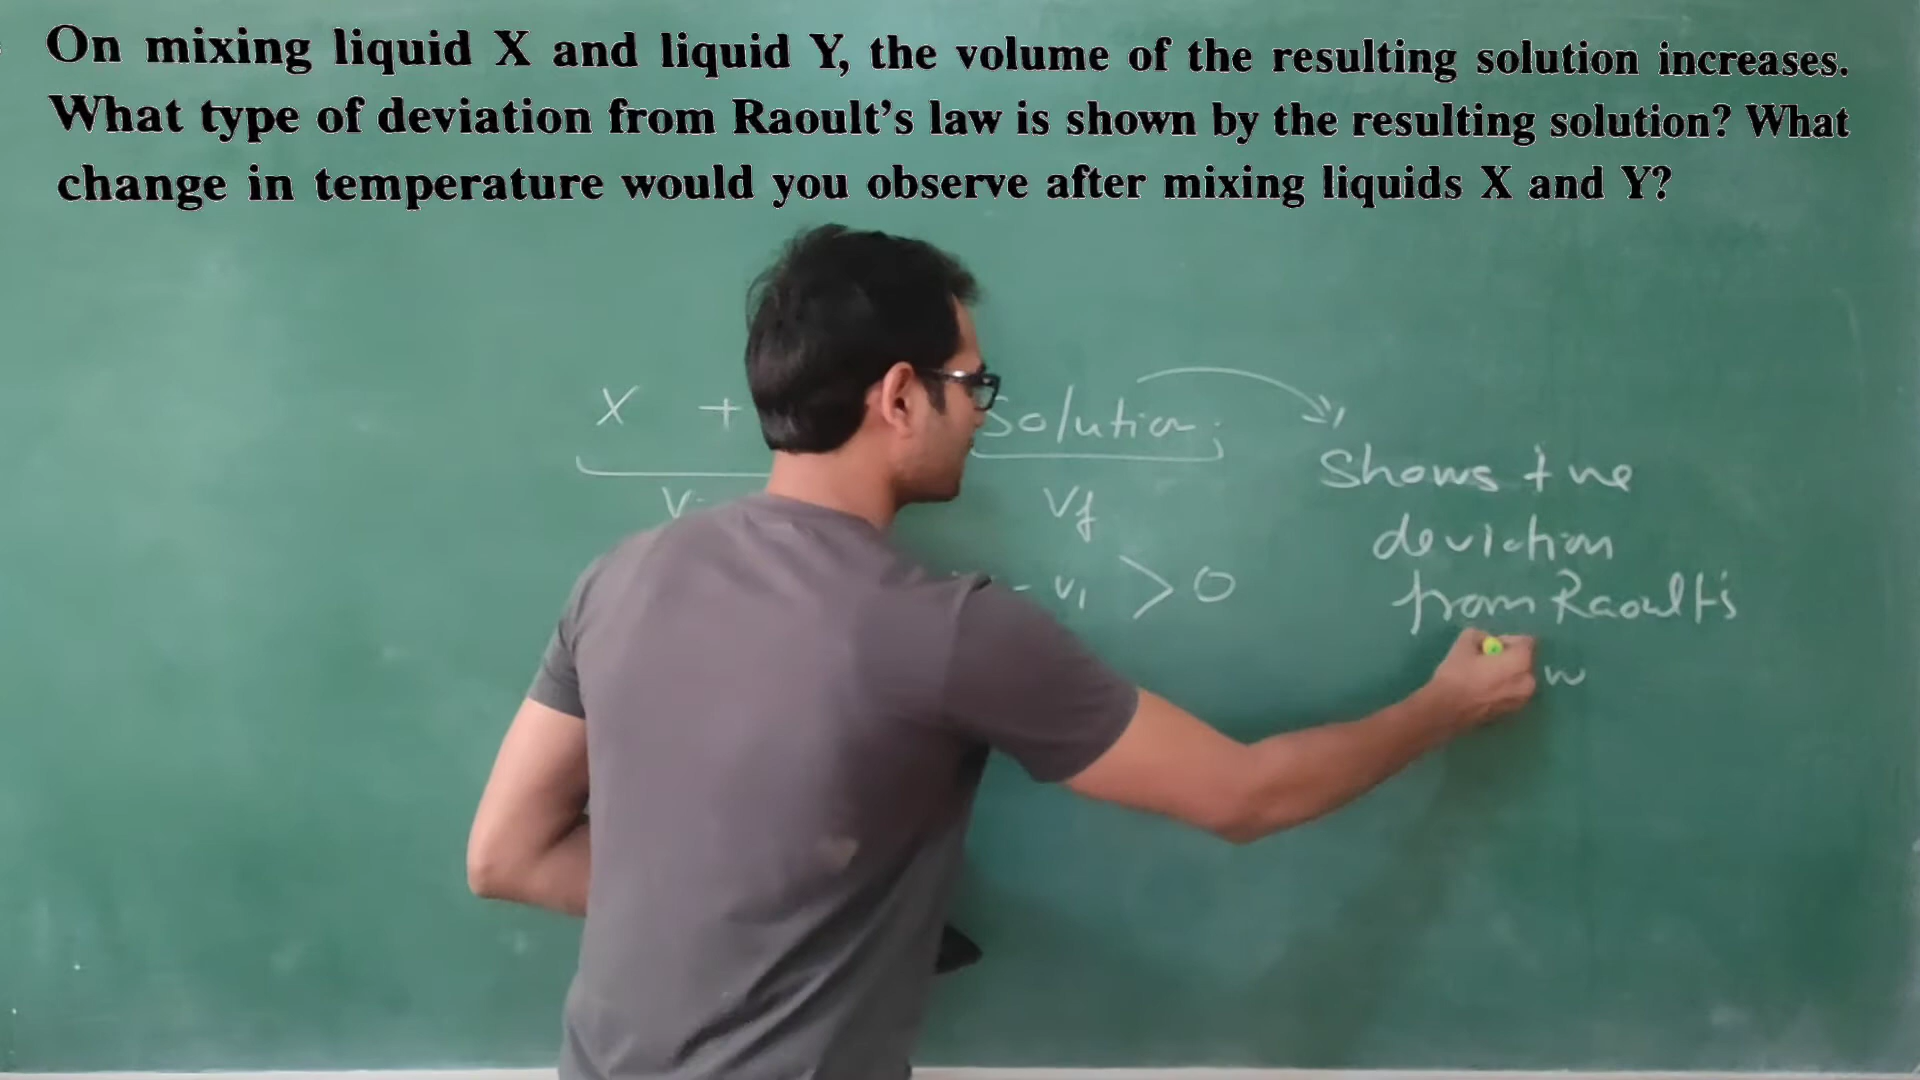 On mixing liquid X and liquid Y, the volume of the resulting solution increases.
What type of deviation from Raoult's law is shown by the resulting solution? What
change in temperature would you observe after mixing liquids X and Y?
X + Solution;
V Vf
- V1 > 0
Shows +ve
deviation
from Raoult's
w